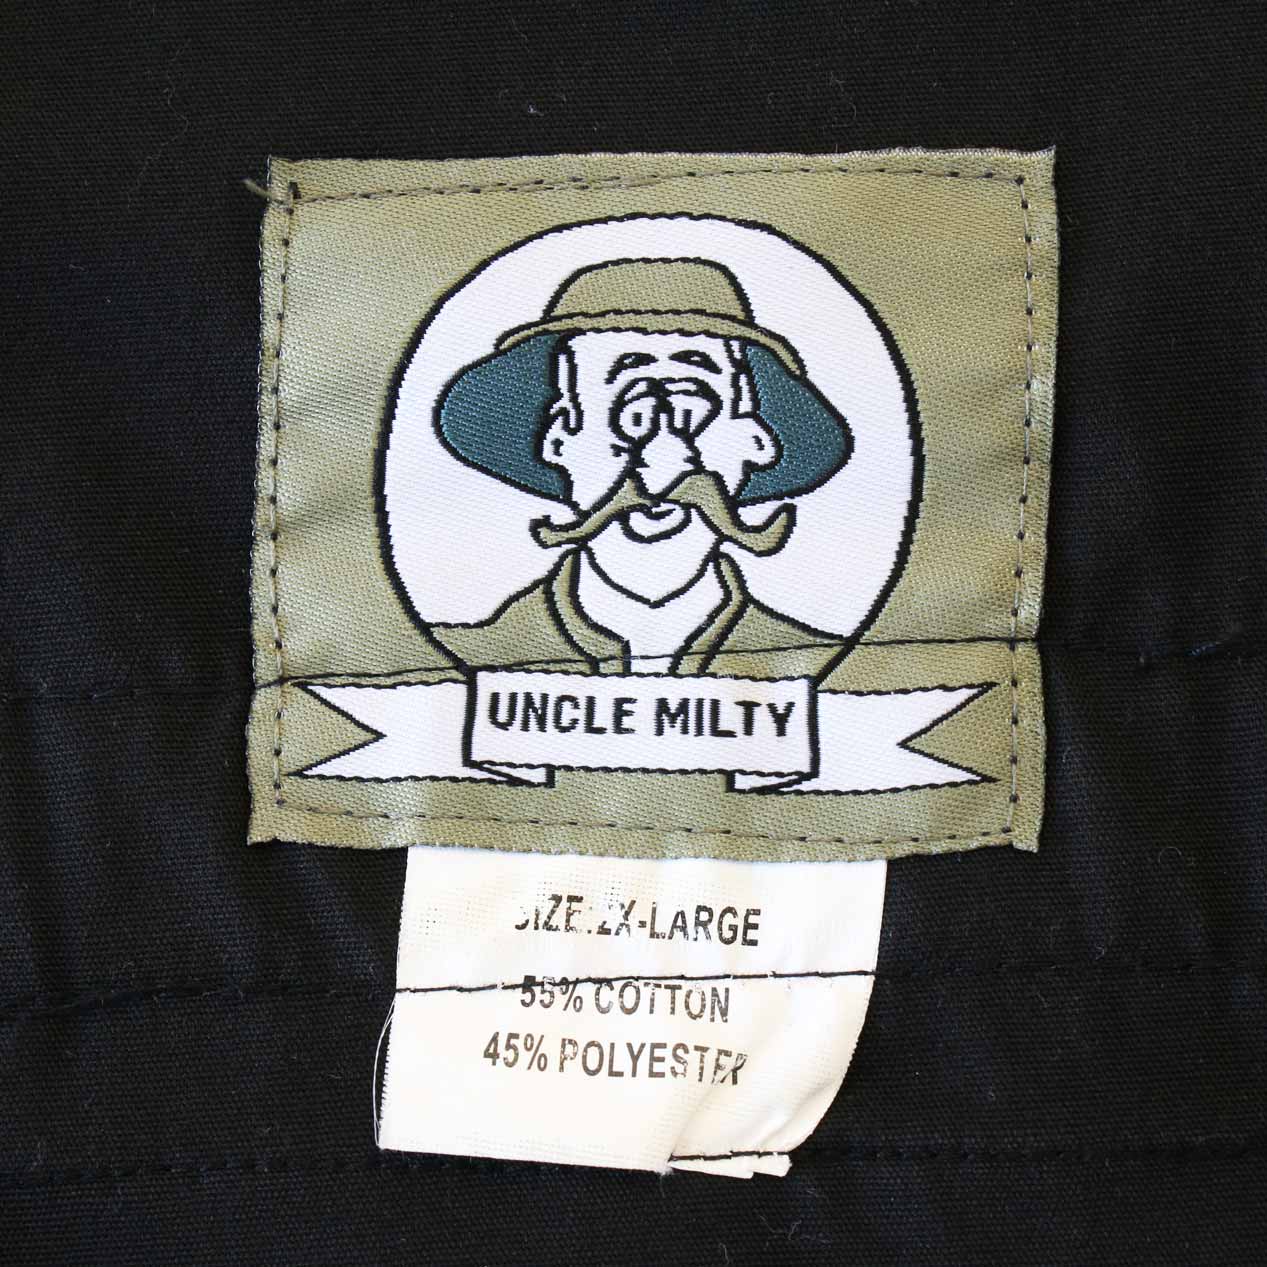 UNCLE MILTY
SIZE: 2X-LARGE
55% COTTON
45% POLYESTER